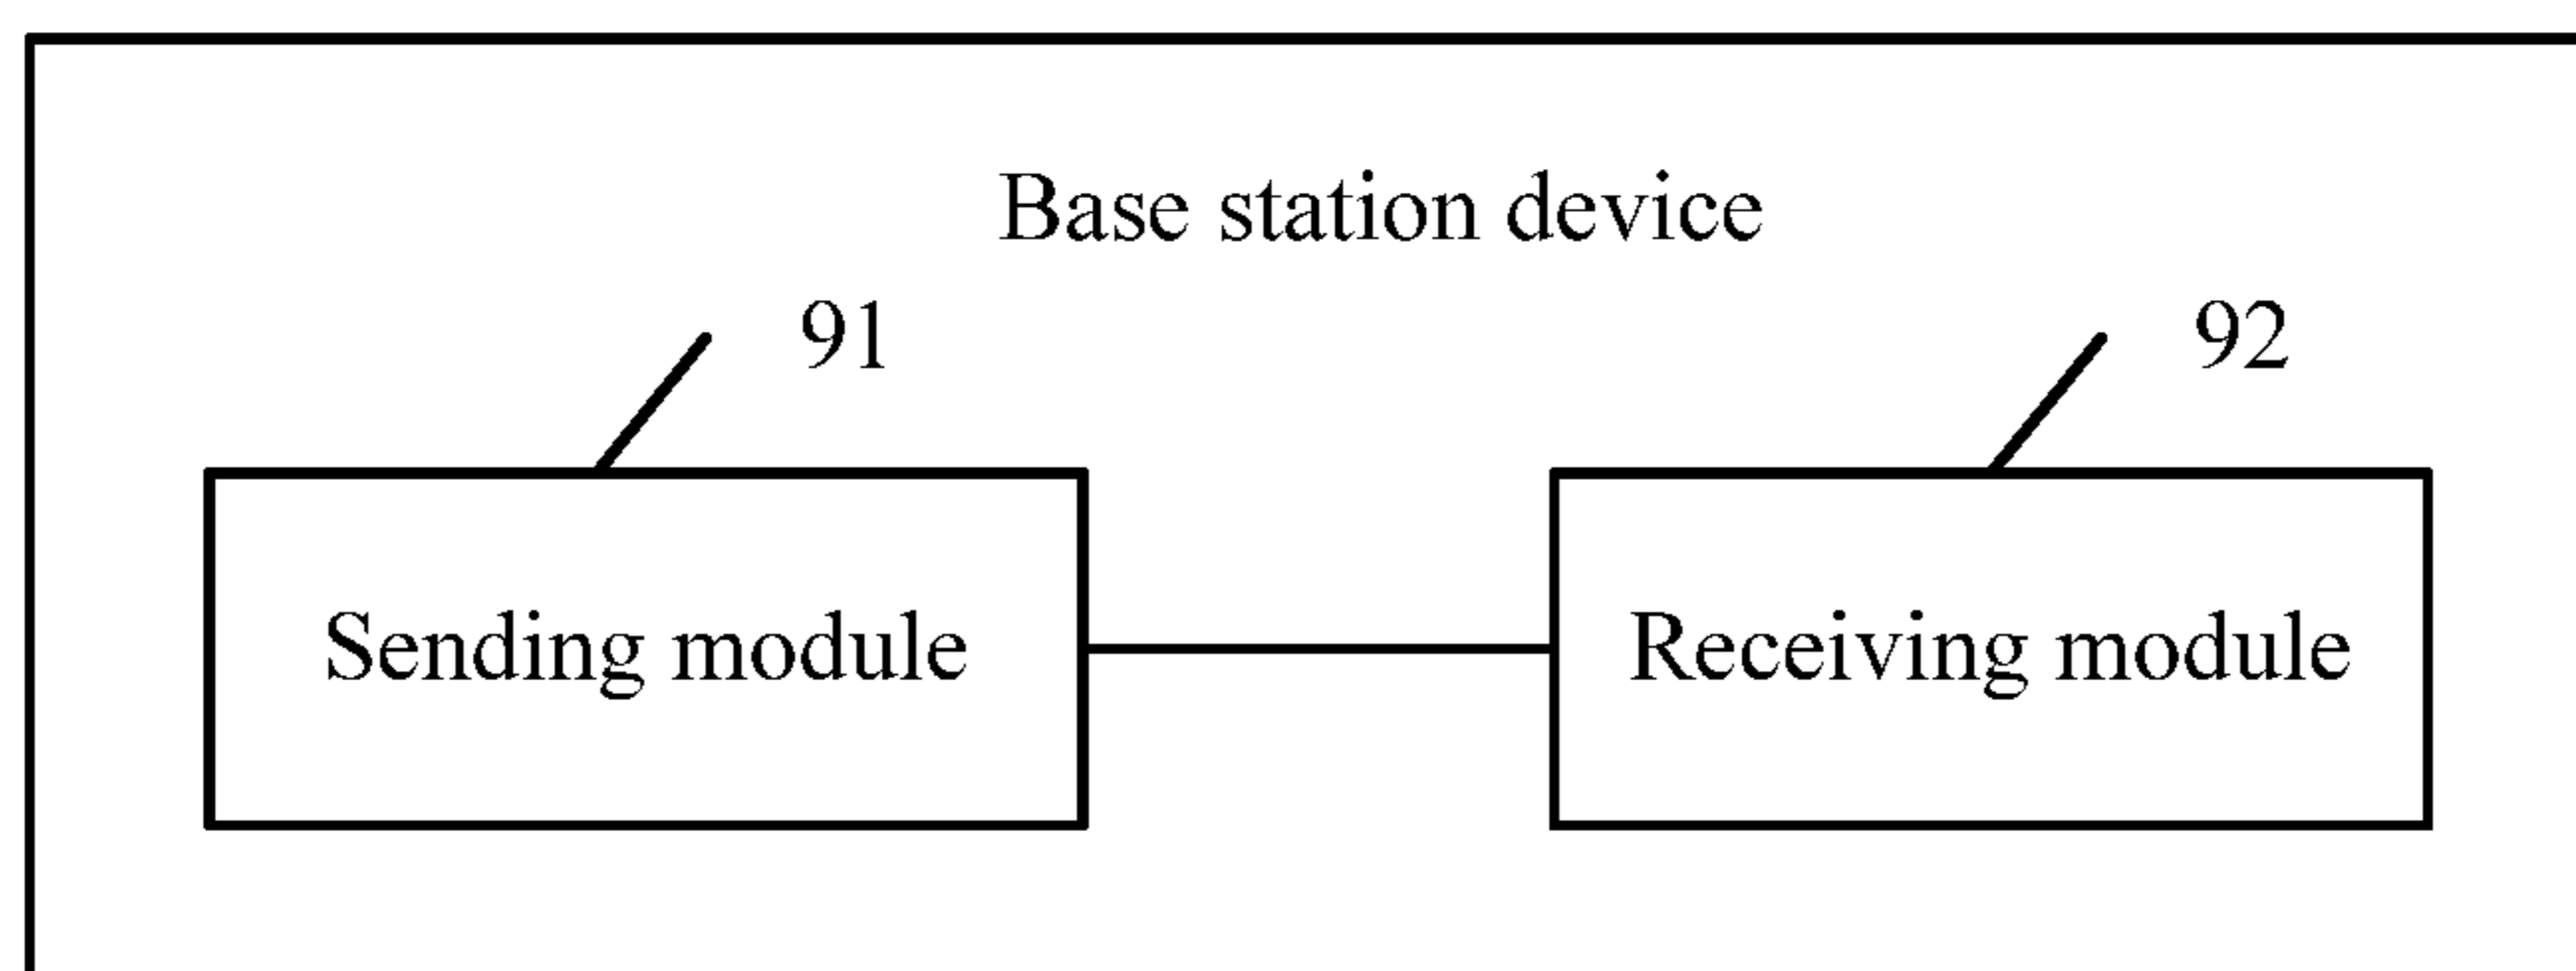 Base station device
91
92
Sending module
Receiving module